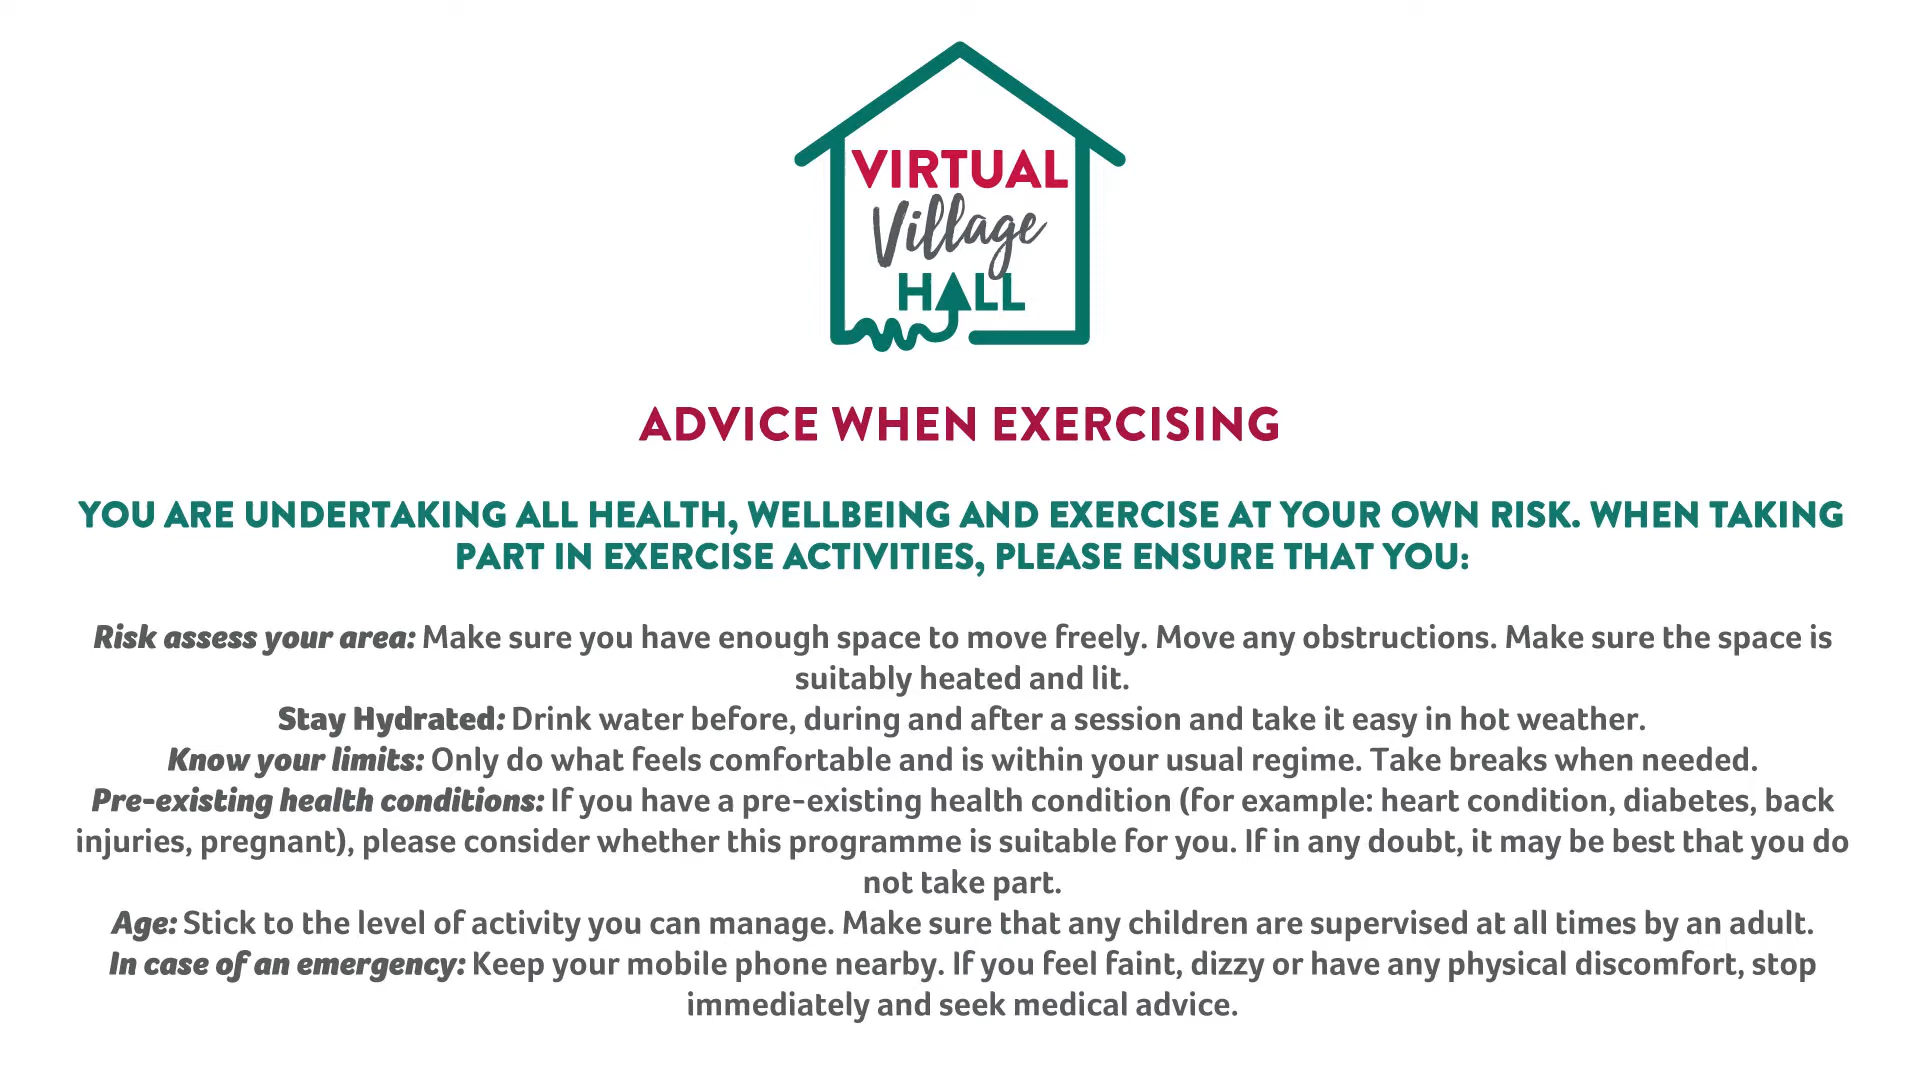 VIRTUAL
Village
HALL
ADVICE WHEN EXERCISING
YOU ARE UNDERTAKING ALL HEALTH, WELLBEING AND EXERCISE AT YOUR OWN RISK. WHEN TAKING
PART IN EXERCISE ACTIVITIES, PLEASE ENSURE THAT YOU:
Risk assess your area: Make sure you have enough space to move freely. Move any obstructions. Make sure the space is
suitably heated and lit.
Stay Hydrated: Drink water before, during and after a session and take it easy in hot weather.
Know your limits: Only do what feels comfortable and is within your usual regime. Take breaks when needed.
Pre-existing health conditions: If you have a pre-existing health condition (for example: heart condition, diabetes, back
injuries, pregnant), please consider whether this programme is suitable for you. If in any doubt, it may be best that you do
not take part.
Age: Stick to the level of activity you can manage. Make sure that any children are supervised at all times by an adult.
In case of an emergency: Keep your mobile phone nearby. If you feel faint, dizzy or have any physical discomfort, stop
immediately and seek medical advice.